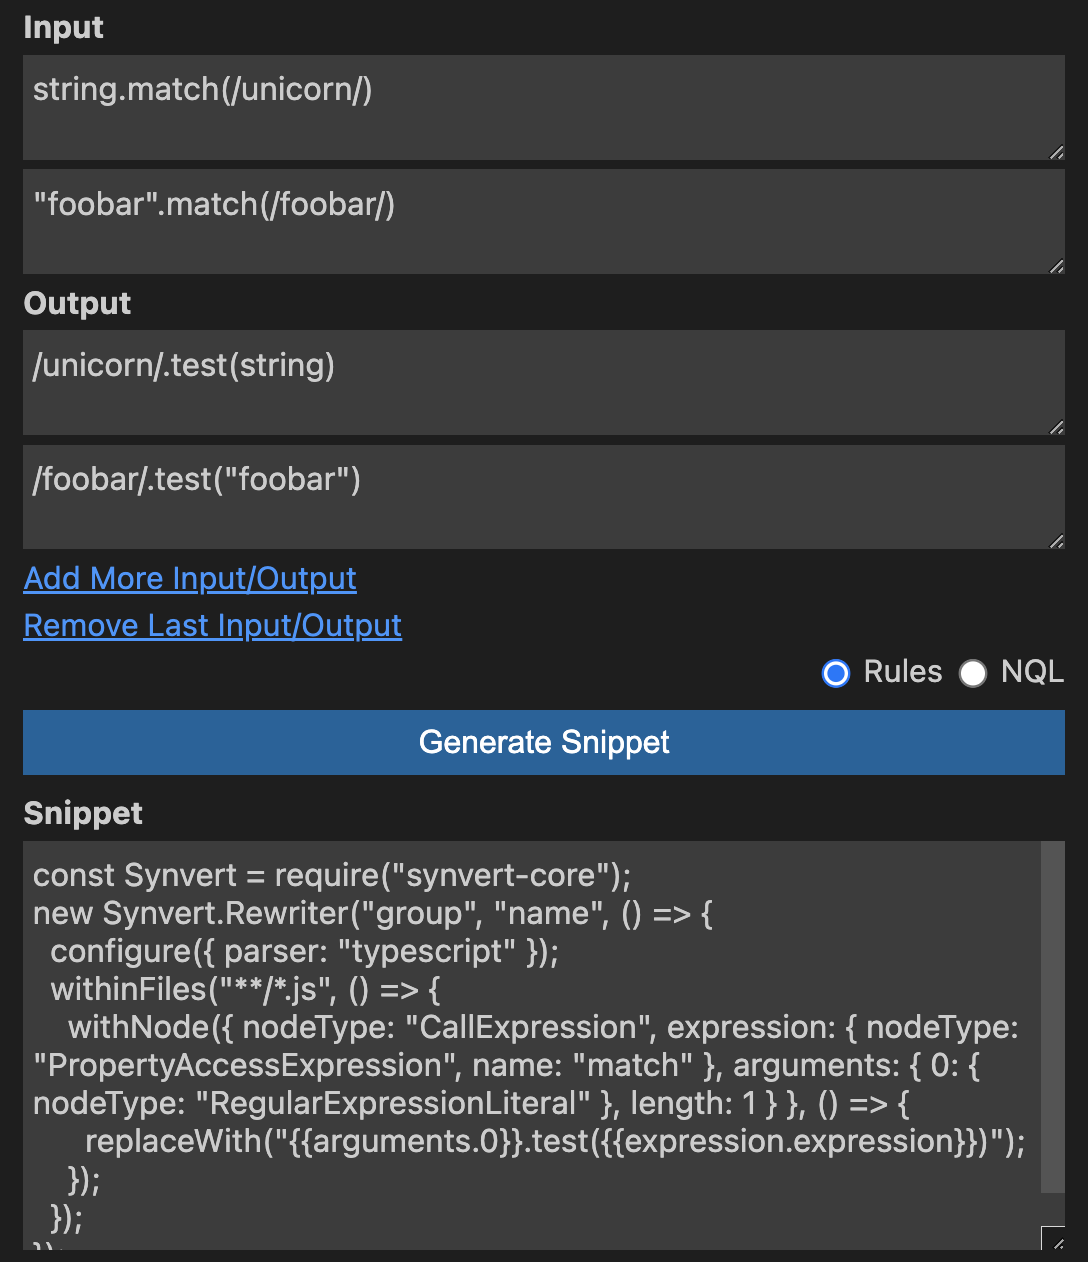 Input
string.match(/unicorn/)
"foobar".match(/foobar/)
Output
/unicorn/.test(string)
/foobar/.test("foobar")
Add More Input/Output
Remove Last Input/Output
Rules NQL
Generate Snippet
Snippet
const Synvert = require("synvert-core");
new Synvert.Rewriter("group", "name", () => {
configure({ parser: "typescript" });
withinFiles("**/*.js", () => {
withNode({ nodeType: "CallExpression", expression: { nodeType:
"PropertyAccessExpression", name: "match" }, arguments: { 0: {
nodeType: "RegularExpressionLiteral" }, length: 1 } }, () => {
replaceWith("{{arguments.0}}.test({{expression.expression}})");
});
});
});